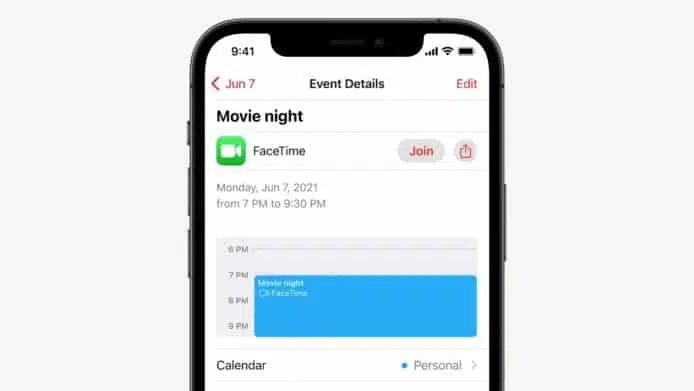 9:41
Jun 7
Event Details
Edit
Movie night
FaceTime
Join
Monday, Jun 7, 2021
from 7 PM to 9:30 PM
6 PM
7 PM
Movie night
FaceTime
8 PM
9 PM
Calendar
Personal